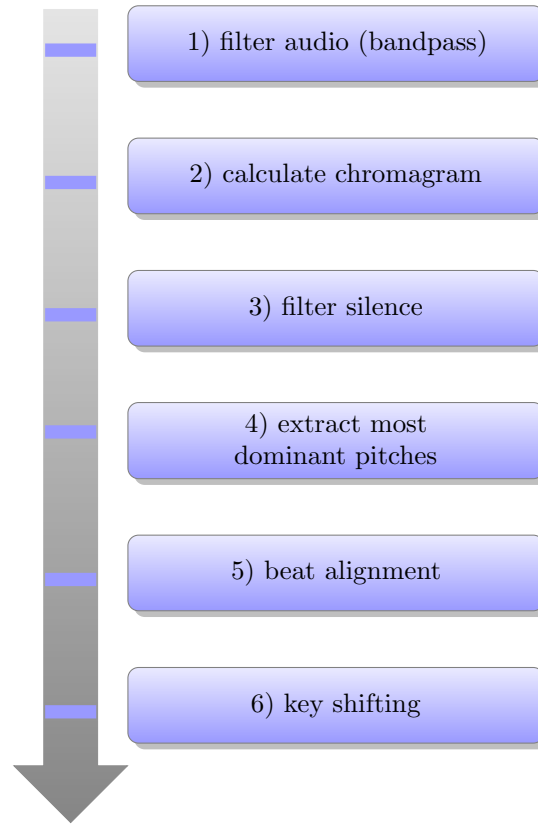 1) filter audio (bandpass)
2) calculate chromagram
3) filter silence
4) extract most
dominant pitches
5) beat alignment
6) key shifting